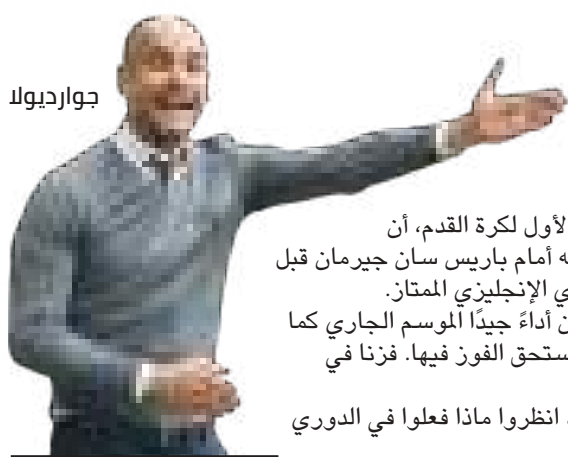 جوارديولا
لأول لكرة القدم، أن
ه أمام باريس سان جيرمان قبل
ي الإنجليزي الممتاز.
ن أداءً جيدًا الموسم الجاري كما
ستحق الفوز فيها. فزنا في
انظروا ماذا فعلوا في الدوري